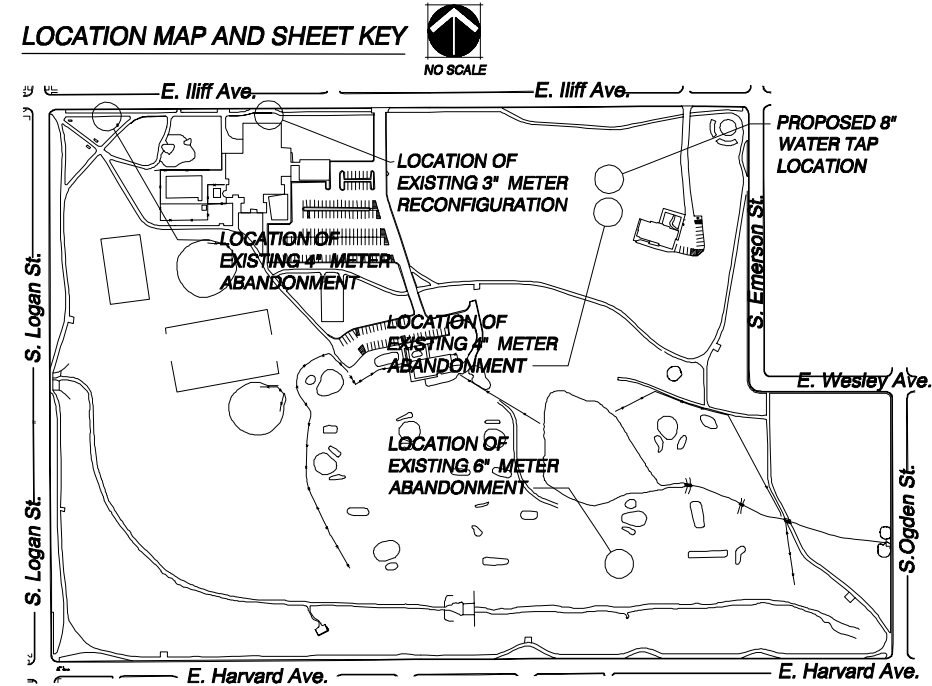 LOCATION MAP AND SHEET KEY
NO SCALE
E. Iliff Ave.
E. Iliff Ave.
PROPOSED 8"
WATER TAP
LOCATION
LOCATION OF
EXISTING 3" METER
RECONFIGURATION
LOCATION OF
EXISTING 4" METER
ABANDONMENT
S. Logan St.
S. Emerson St.
LOCATION OF
EXISTING 4" METER
ABANDONMENT
E. Wesley Ave.
LOCATION OF
EXISTING 6" METER
ABANDONMENT
S. Logan St.
S.Ogden St.
E. Harvard Ave.
E. Harvard Ave.